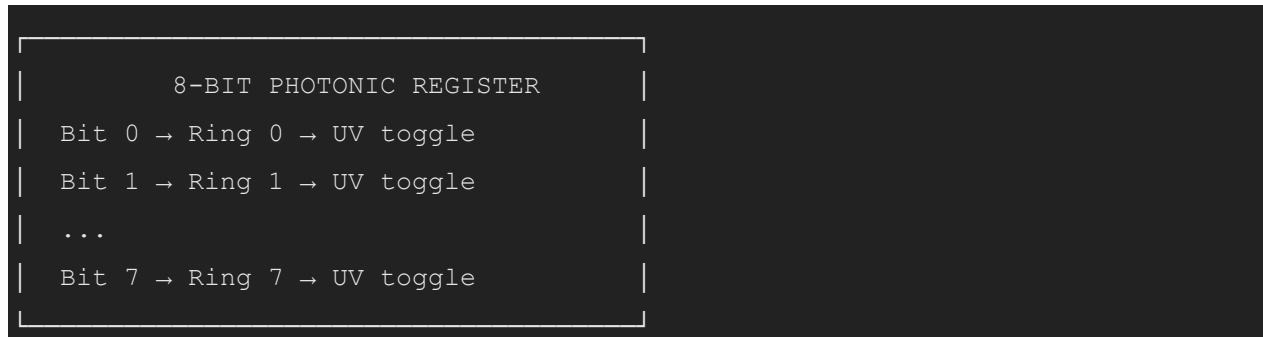 8-BIT PHOTONIC REGISTER
Bit 0 → Ring 0 → UV toggle
Bit 1 → Ring 1 → UV toggle
...
Bit 7 → Ring 7 → UV toggle